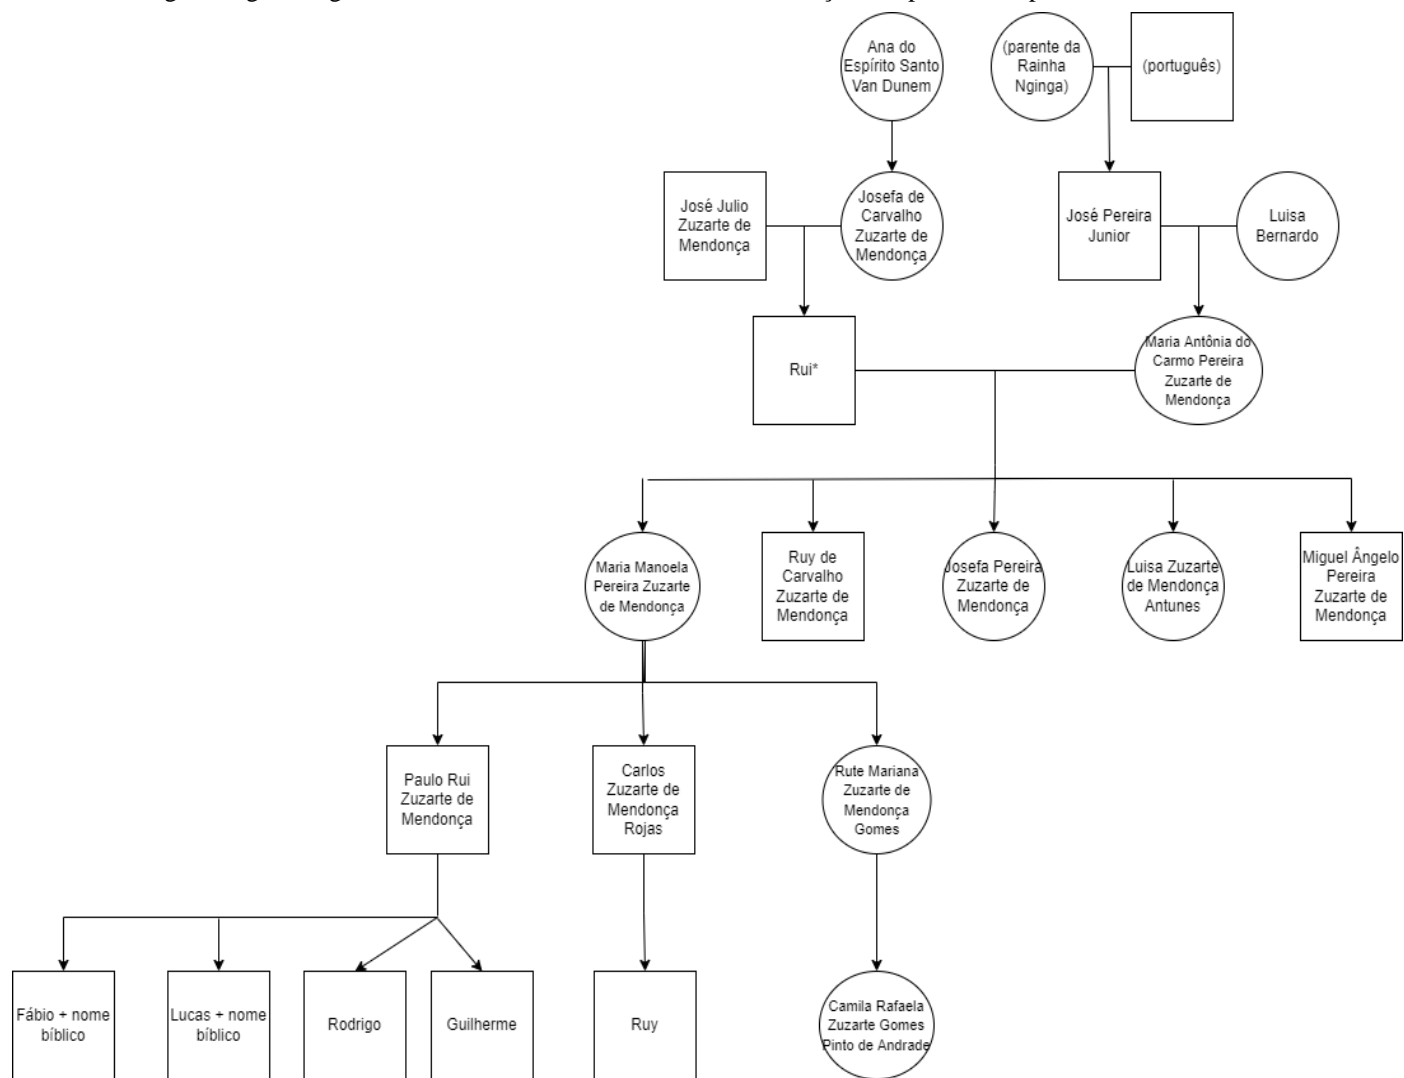 Ana do
Espírito Santo
Van Dunem
(parente da
Rainha
Nginga)
(português)
José Julio
Zuzarte de
Mendonça
Josefa de
Carvalho
Zuzarte de
Mendonça
José Pereira
Junior
Luisa
Bernardo
Rui*
Maria Antônia do
Carmo Pereira
Zuzarte de
Mendonça
Maria Manoela
Pereira Zuzarte
de Mendonça
Ruy de
Carvalho
Zuzarte de
Mendonça
Josefa Pereira
Zuzarte de
Mendonça
Luisa Zuzarte
de Mendonça
Antunes
Miguel Ângelo
Pereira
Zuzarte de
Mendonça
Paulo Rui
Zuzarte de
Mendonça
Carlos
Zuzarte de
Mendonça
Rojas
Rute Mariana
Zuzarte de
Mendonça
Gomes
Fábio + nome
bíblico
Lucas + nome
bíblico
Rodrigo
Guilherme
Ruy
Camila Rafaela
Zuzarte Gomes
Pinto de Andrade